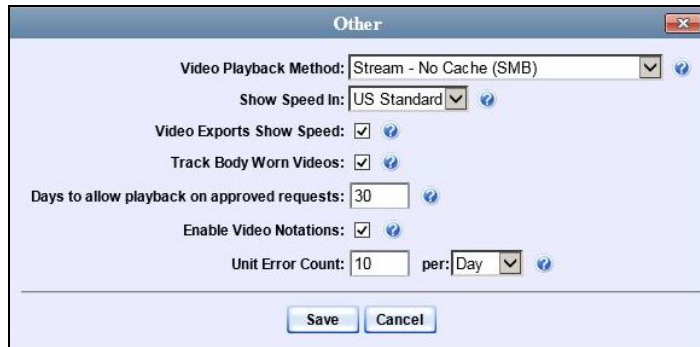 Other
Video Playback Method: Stream - No Cache (SMB)
Show Speed In: US Standard
Video Exports Show Speed:
Track Body Worn Videos:
Days to allow playback on approved requests: 30
Enable Video Notations:
Unit Error Count: 10 per: Day
Save Cancel